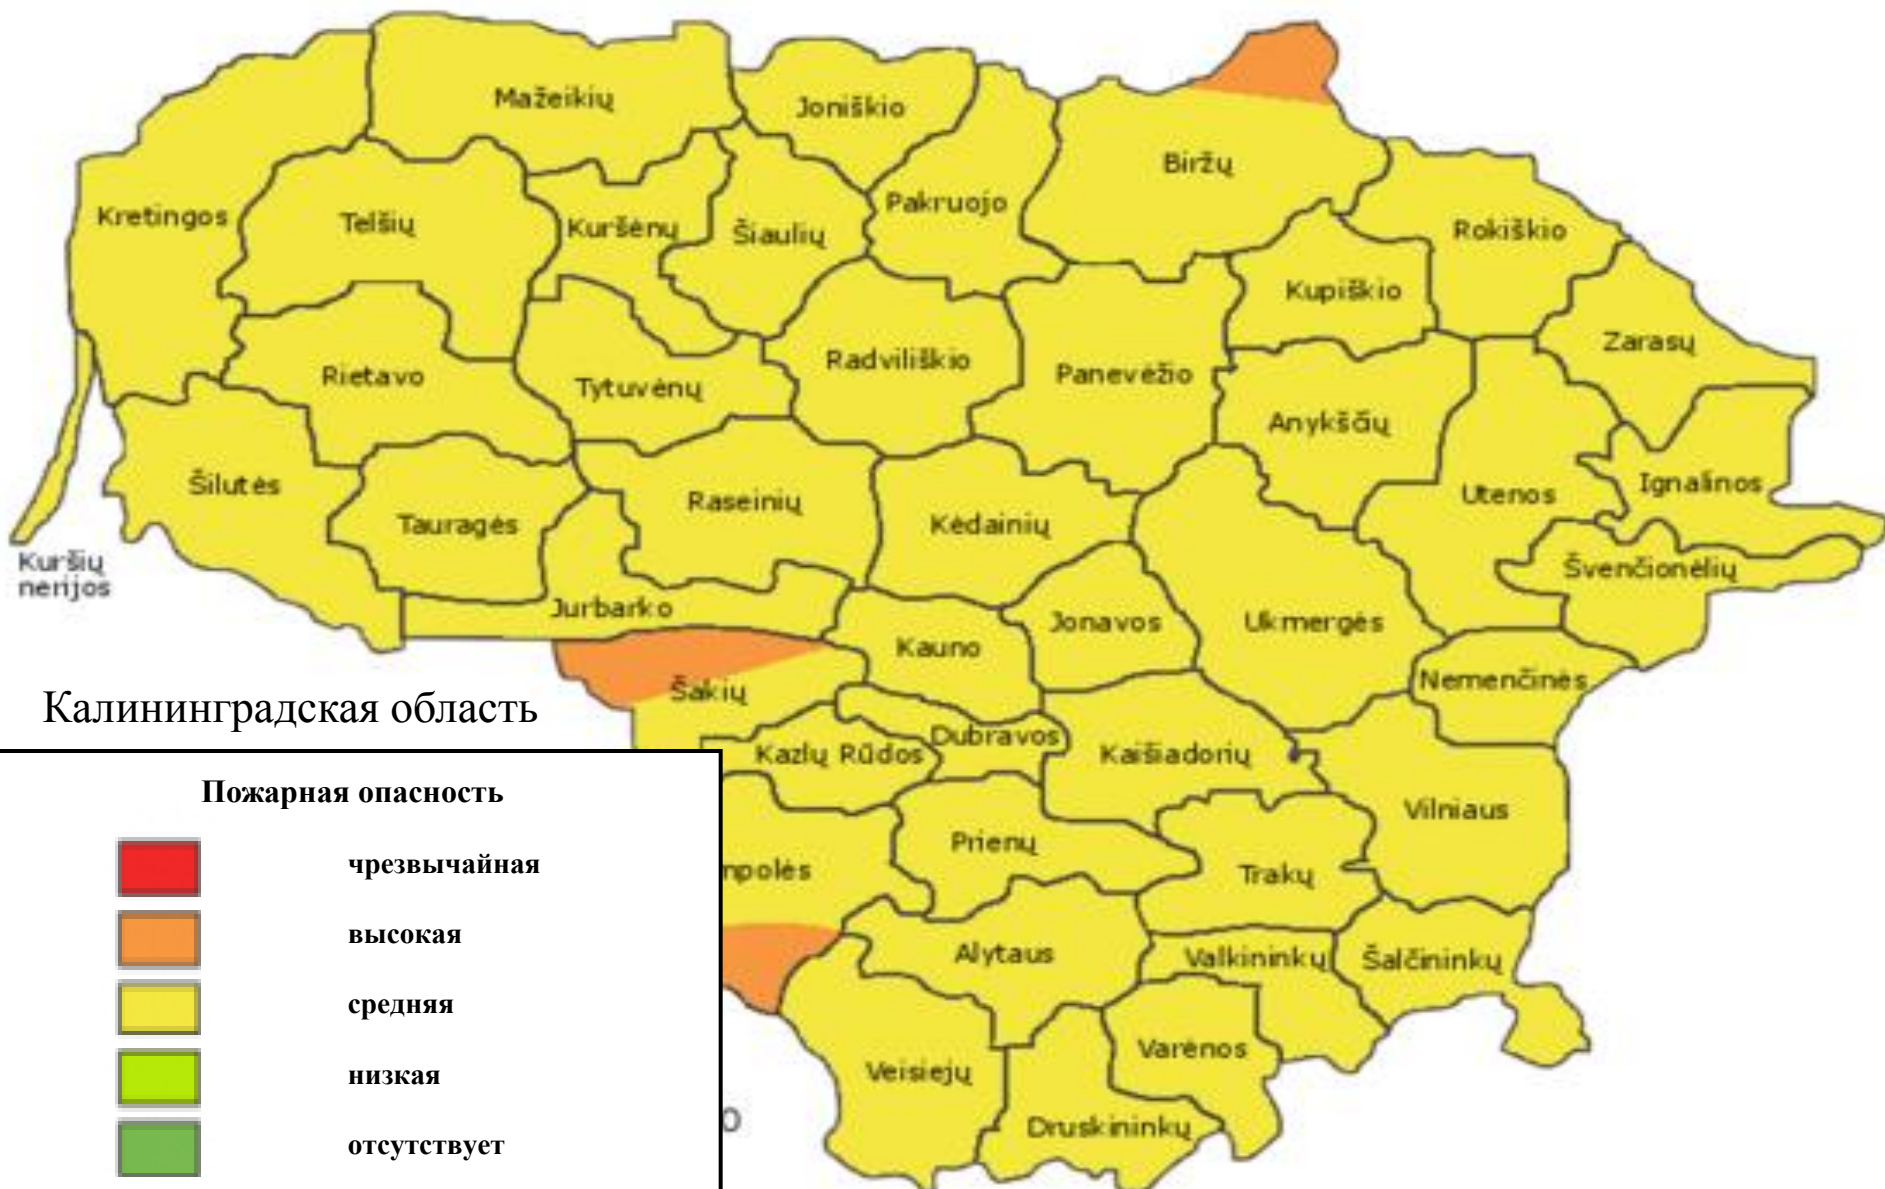 Mažeikių
Joniškio
Biržų
Kretingos
Telšių
Kuršėnų
Šiaulių
Pakruojo
Rokiškio
Kupiškio
Zarasų
Rietavo
Tytuvėnų
Radviliškio
Panevėžio
Anykščių
Šilutės
Tauragės
Raseinių
Kėdainių
Utenos
Ignalinos
Kuršių
nerijos
Švenčionėlių
Jurbarko
Kauno
Jonavos
Ukmergės
Nemenčinės
Šakių
Калининградская область
Kazlų Rūdos
Dubravos
Kaišiadorių
Vilniaus
Пожарная опасность
чрезвычайная
высокая
средняя
низкая
отсутствует
Prienų
mpolės
Trakų
Alytaus
Valkininkų
Šalčininkų
Veisiejų
Varėnos
o
Druskininkų